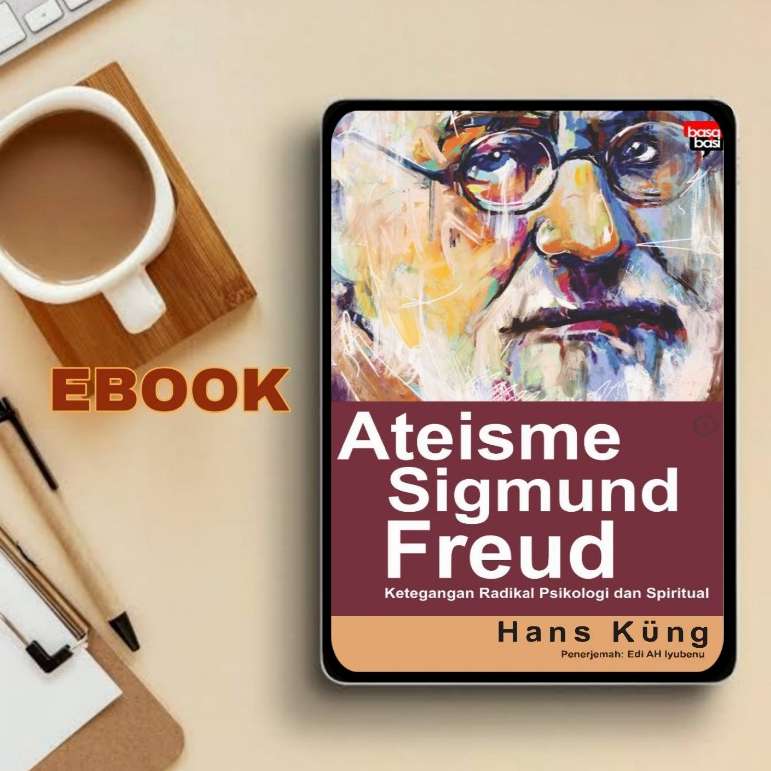 EBOOK
basa
basi
Ateisme
Sigmund
Freud
Ketegangan Radikal Psikologi dan Spiritual
Hans Küng
Penerjemah: Edi AH Iyubenu